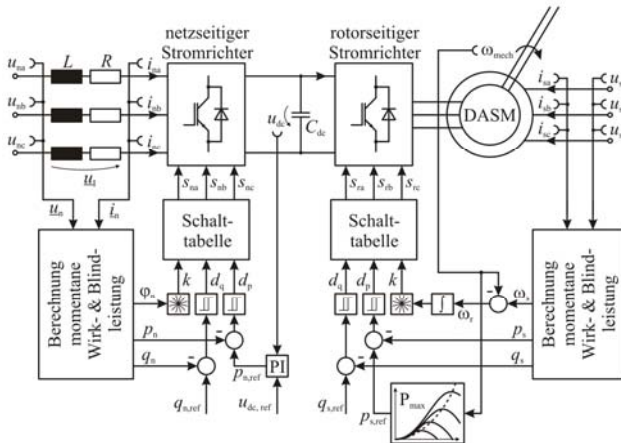 netzseitiger
Stromrichter
rotorseitiger
Stromrichter
ω_mech
u_na
L
R
i_na
i_sa
u_nb
i_nb
u_dc
C_dc
DASM
i_sb
u_nc
i_nc
i_sc
s_na
s_nb
s_nc
s_ra
s_rb
s_rc
u_n
i_n
Schalt-
tabelle
Schalt-
tabelle
Berechnung
momentane
Wirk- & Blind-
leistung
k
d_q
d_p
d_q
d_p
k
Berechnung
momentane
Wirk- & Blind-
leistung
φ_n
∫
ω_r
-
ω_s
p_n
-
-
p_s
q_n
-
-
q_s
p_n,ref
PI
P_max
p_s,ref
q_n,ref
u_dc, ref
q_s,ref